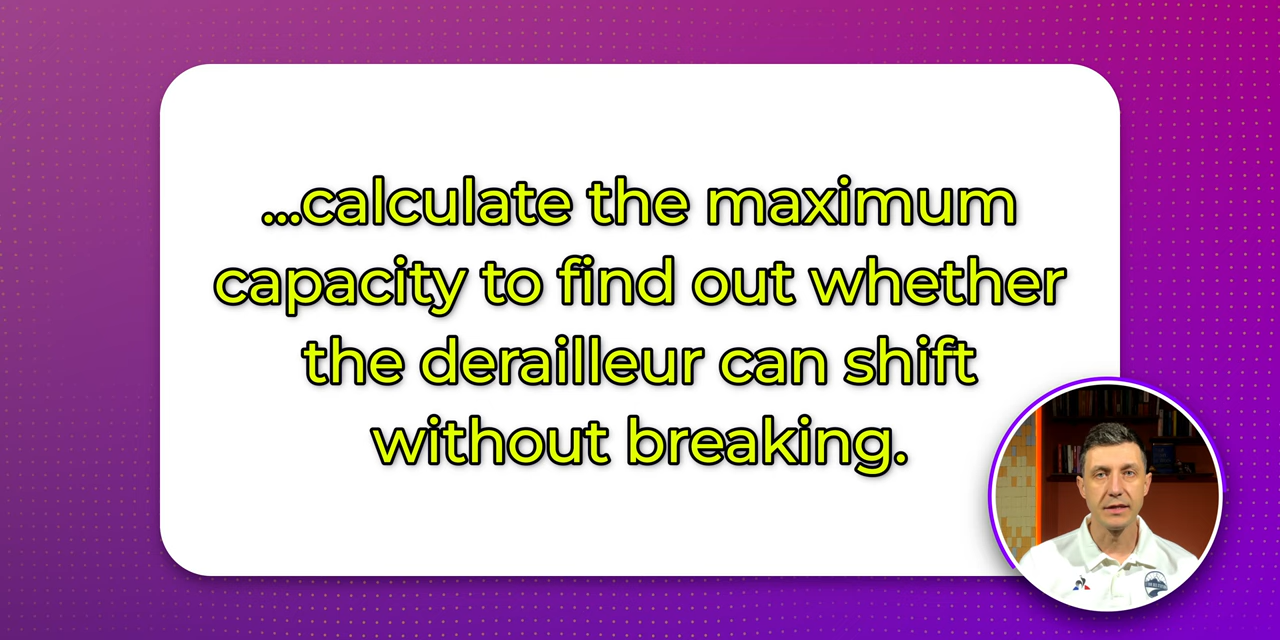 ...calculate the maximum
capacity to find out whether
the derailleur can shift
without breaking.